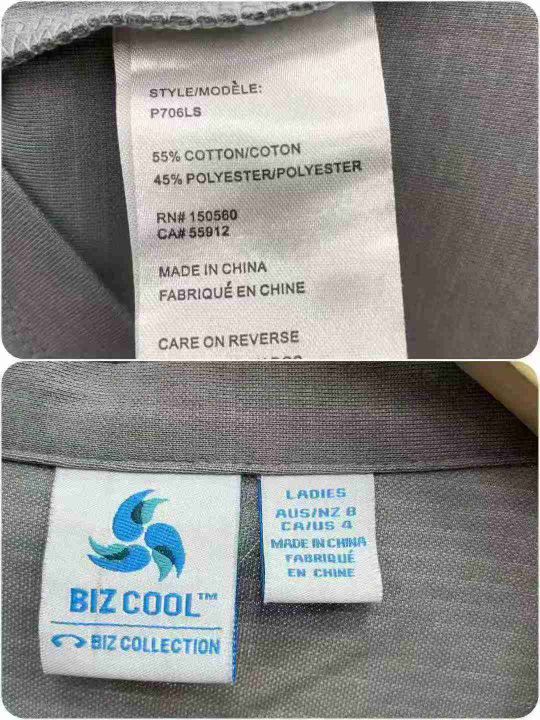 STYLE/MODÈLE:
P706LS
55% COTTON/COTON
45% POLYESTER/POLYESTER
RN# 150560
CA# 55912
MADE IN CHINA
FABRIQUÉ EN CHINE
CARE ON REVERSE
BIZ COOL™
BIZ COLLECTION
LADIES
AUS/NZ 8
CA/US 4
MADE IN CHINA
FABRIQUÉ
EN CHINE